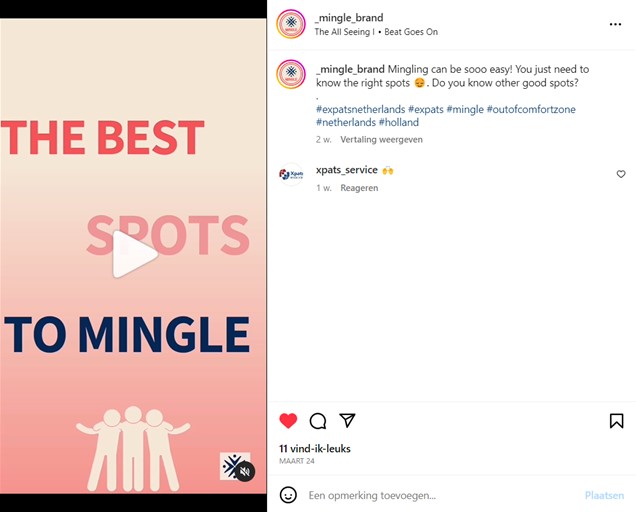 THE BEST
SPOTS
TO MINGLE
_mingle_brand
The All Seeing I • Beat Goes On
_mingle_brand Mingling can be sooo easy! You just need to
know the right spots 😏. Do you know other good spots?
.
#expatsnetherlands #expats #mingle #outofcomfortzone
#netherlands #holland
2 w. Vertaling weergeven
Xpats
xpats_service 🙌
1 w. Reageren
11 vind-ik-leuks
MAART 24
Een opmerking toevoegen...
Plaatsen